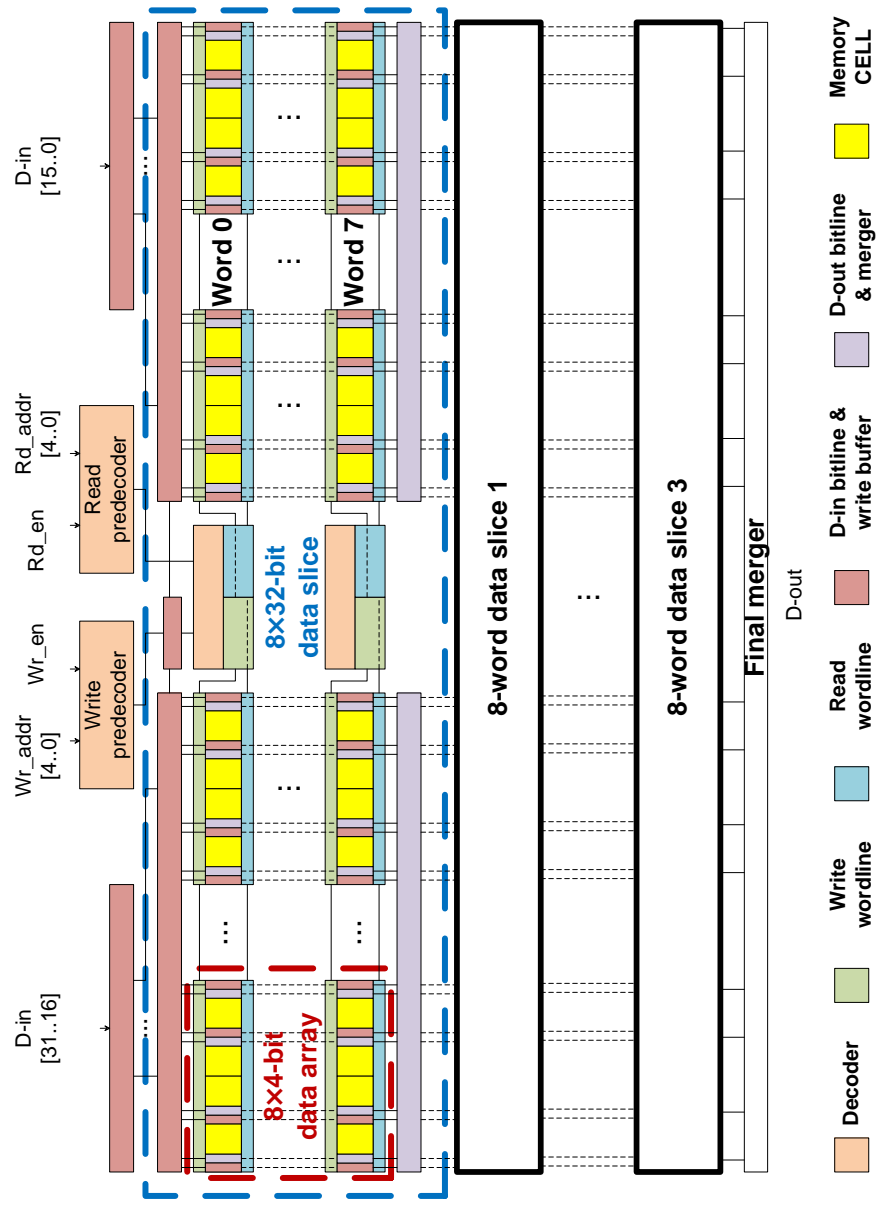 D-in
[31..16]
Wr_addr
[4..0]
Wr_en
Rd_en
Rd_addr
[4..0]
D-in
[15..0]
Write
predecoder
Read
predecoder
...
...
...
Word 0
...
...
...
8×4-bit
data array
8×32-bit
data slice
...
Word 7
8-word data slice 1
...
8-word data slice 3
Final merger
D-out
Decoder
Write
wordline
Read
wordline
D-in bitline &
write buffer
D-out bitline
& merger
Memory
CELL